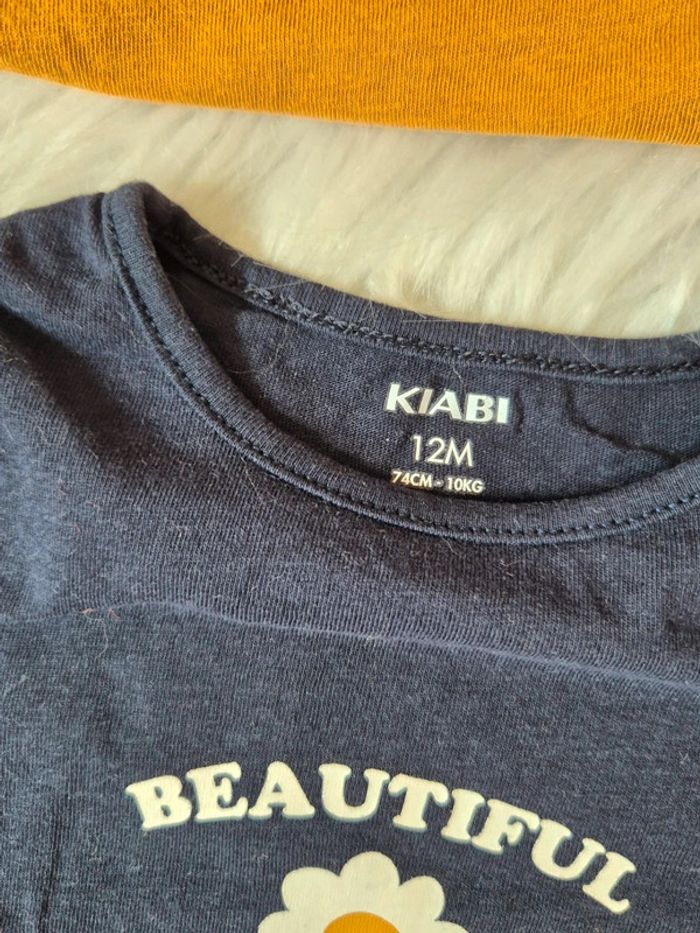 KIABI
12M
74CM - 10KG
BEAUTIFUL